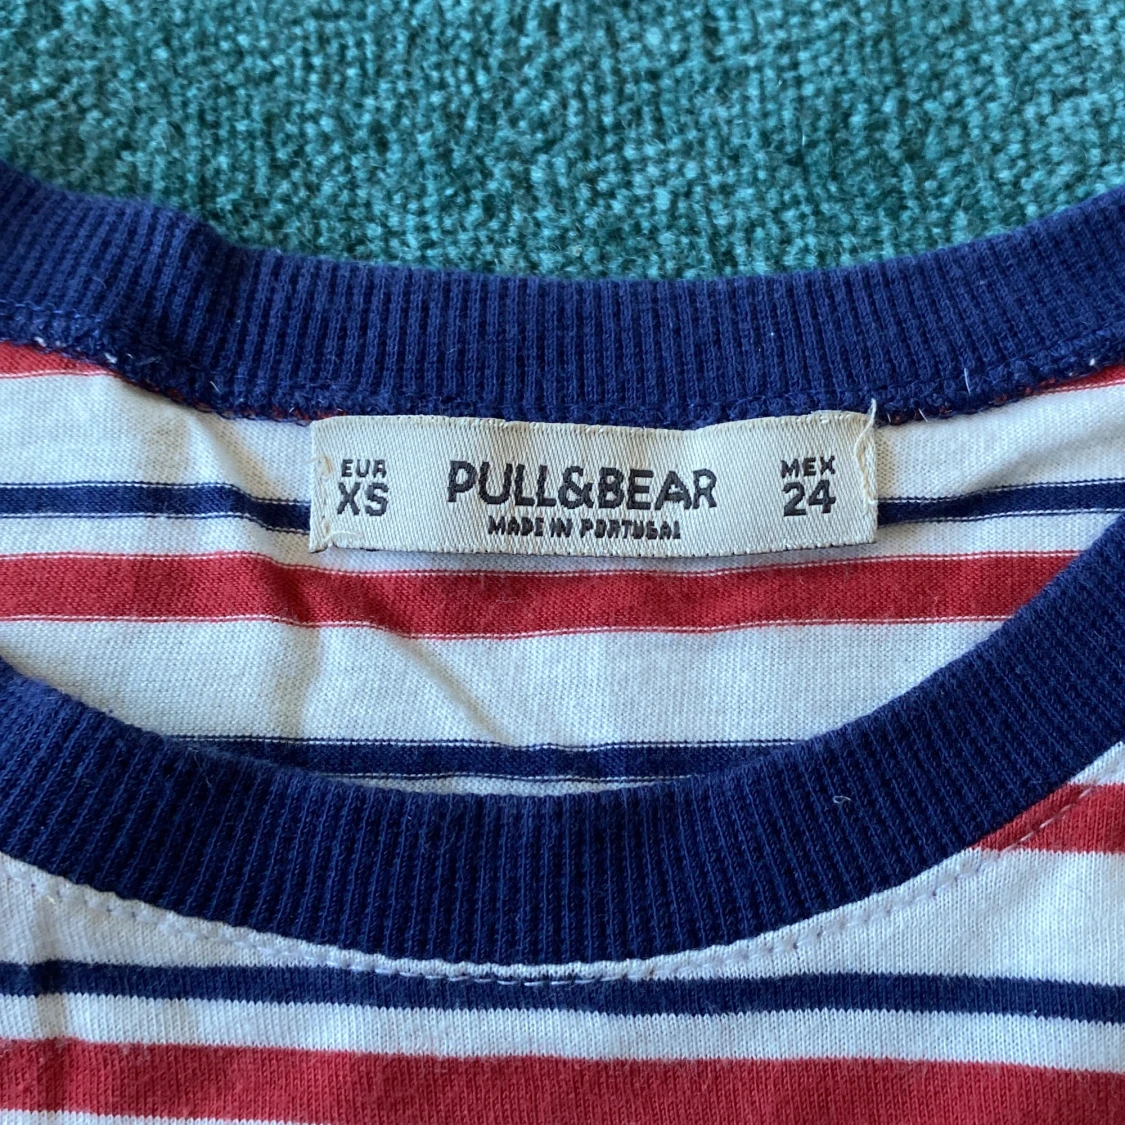 EUR
XS
PULL&BEAR
MADE IN PORTUGAL
MEX
24